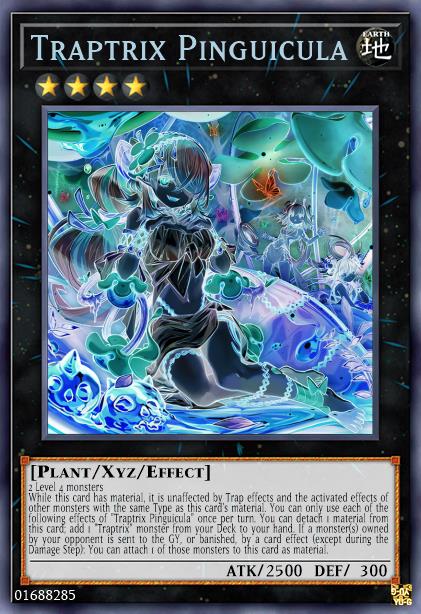 TRAPTRIX PINGUICULA
EARTH
地
[PLANT/XYZ/EFFECT]
2 Level 4 monsters
While this card has material, it is unaffected by Trap effects and the activated effects of
other monsters with the same Type as this card's material. You can only use each of the
following effects of "Traptrix Pinguicula" once per turn. You can detach 1 material from
this card; add 1 "Traptrix" monster from your Deck to your hand. If a monster(s) owned
by your opponent is sent to the GY, or banished, by a card effect (except during the
Damage Step): You can attach 1 of those monsters to this card as material.
ATK/2500 DEF/ 300
01688285